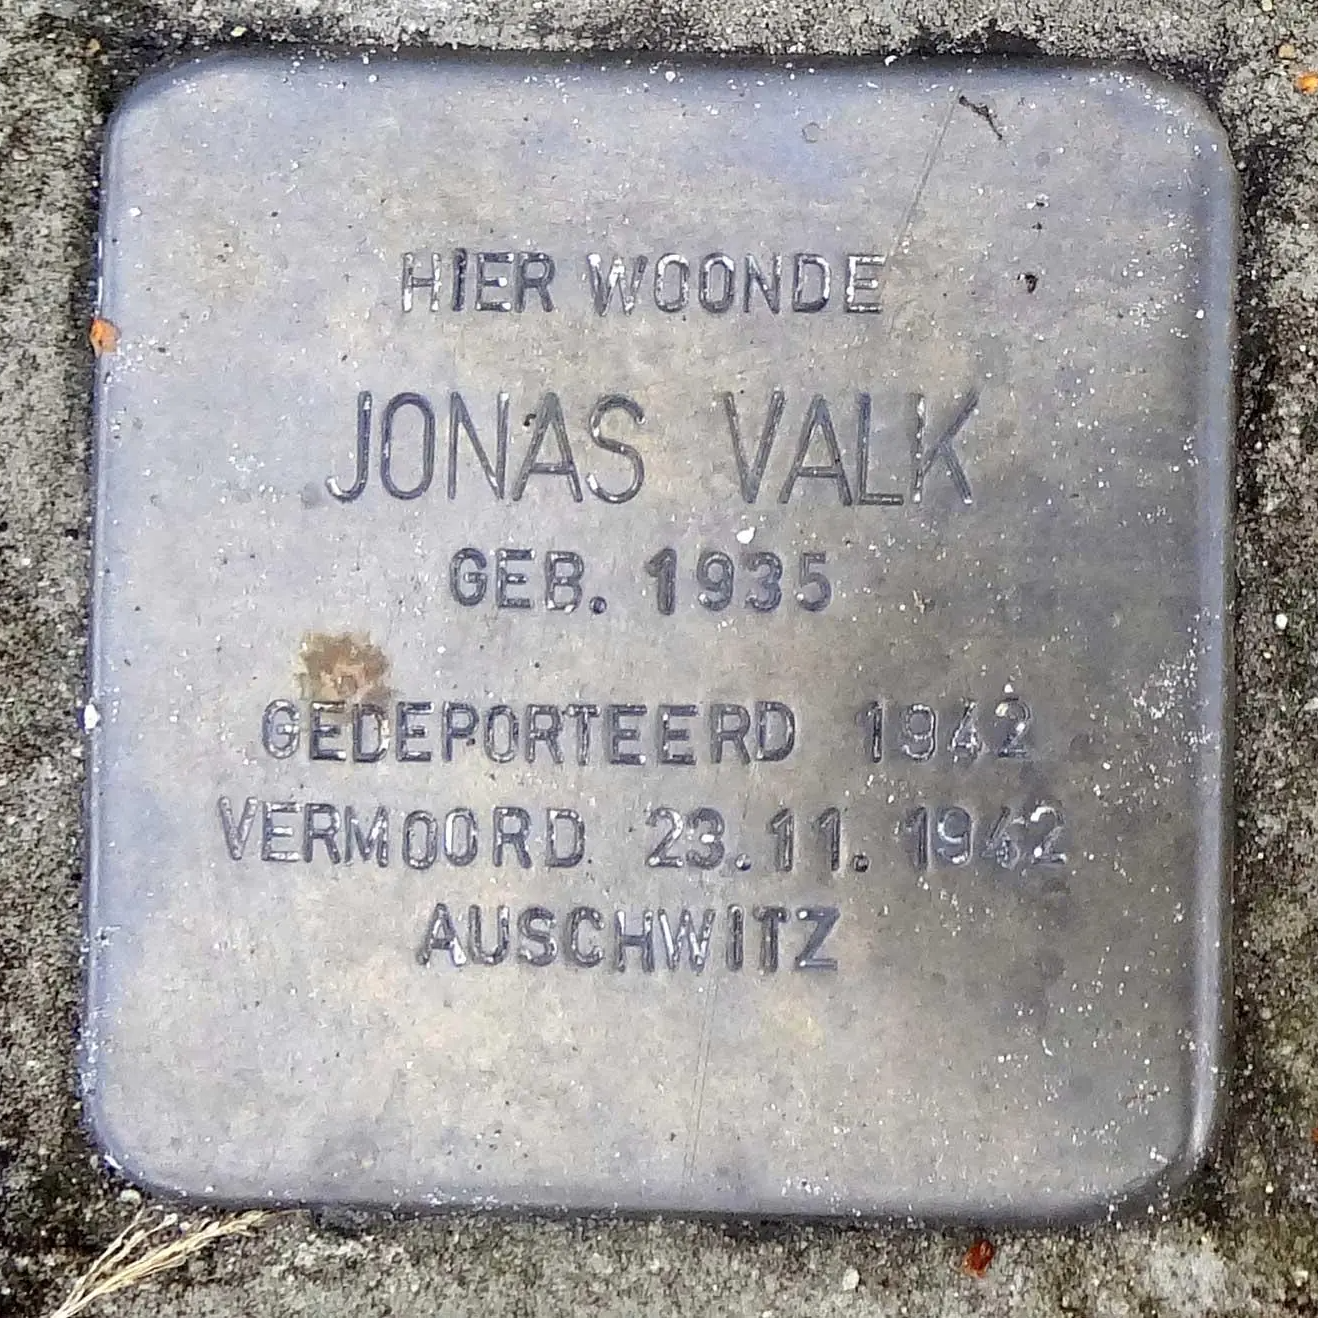 HIER WOONDE
JONAS VALK
GEB. 1935
GEDEPORTEERD 1942
VERMOORD 23.11.1942
AUSCHWITZ